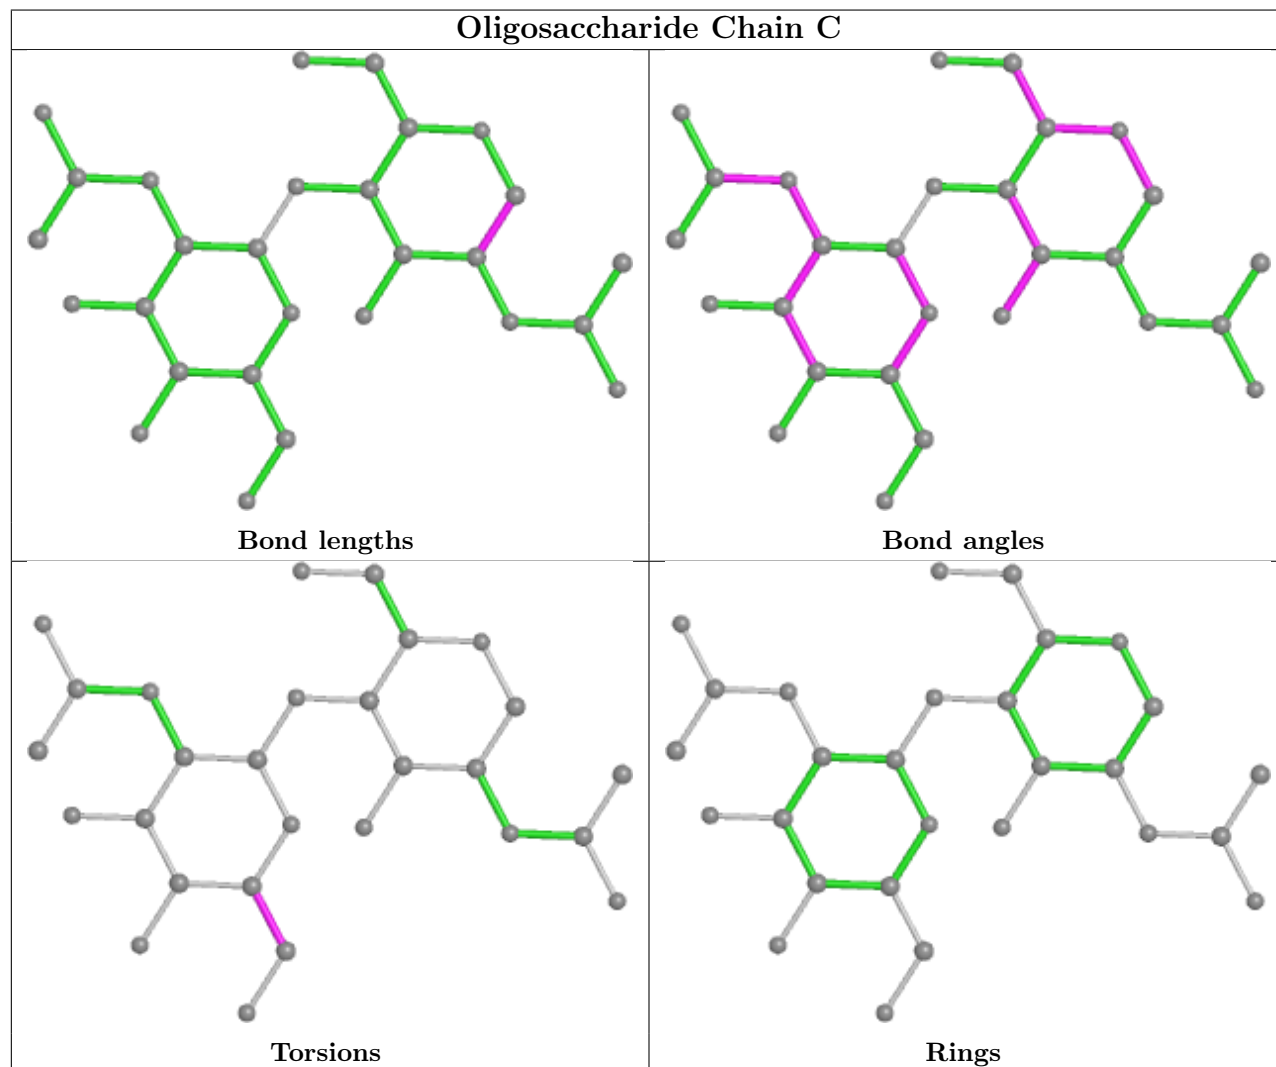 Oligosaccharide Chain C
Bond lengths
Bond angles
Torsions
Rings